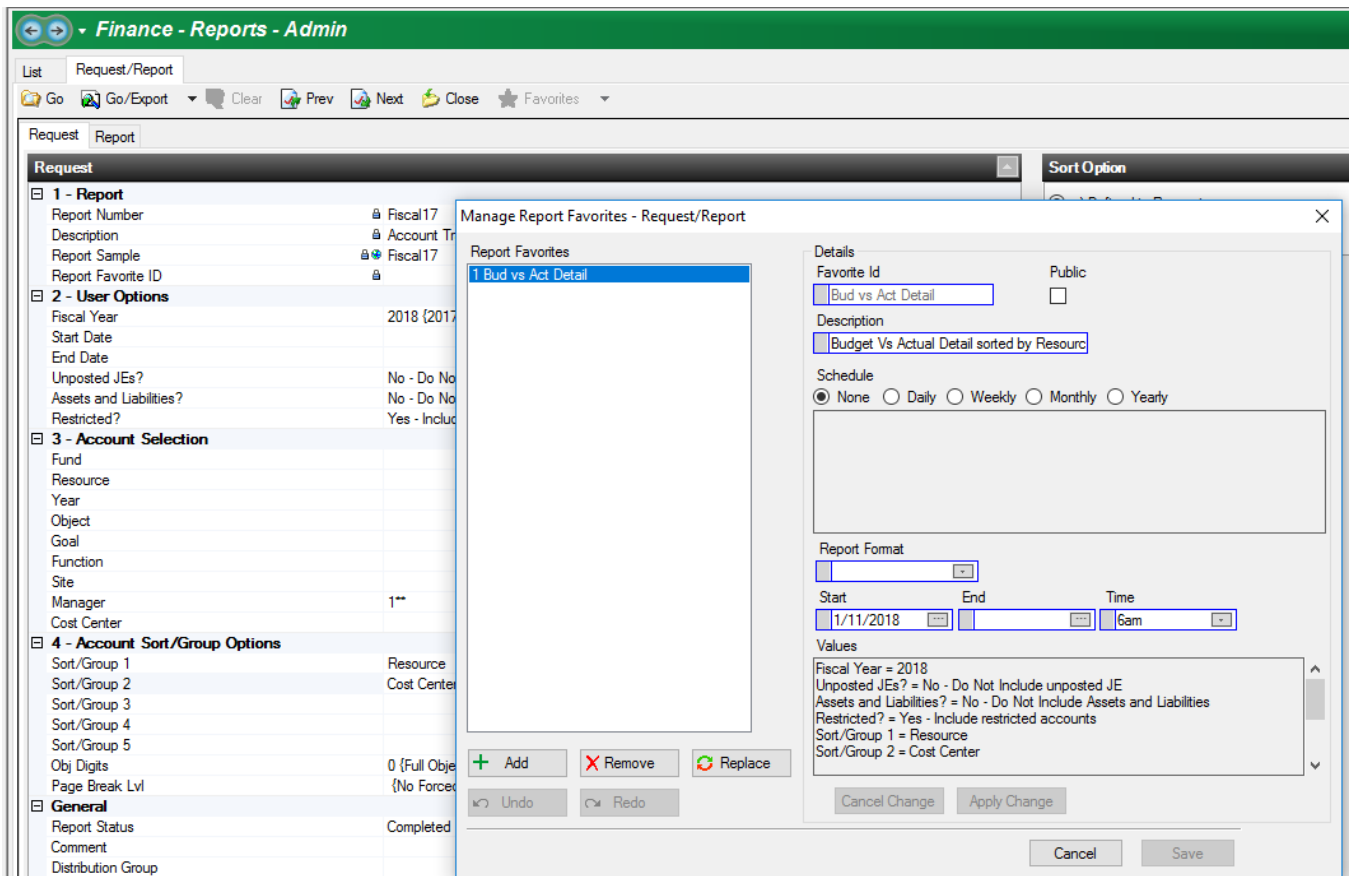 Finance - Reports - Admin
List Request/Report
Go Go/Export Clear Prev Next Close Favorites
Request Report
Request
Sort Option
1 - Report
Report Number Fiscal17
Description Account Tr
Report Sample Fiscal17
Report Favorite ID
2 - User Options
Fiscal Year 2018 {2017
Start Date
End Date
Unposted JEs? No - Do No
Assets and Liabilities? No - Do No
Restricted? Yes - Includ
3 - Account Selection
Fund
Resource
Year
Object
Goal
Function
Site
Manager 1**
Cost Center
4 - Account Sort/Group Options
Sort/Group 1 Resource
Sort/Group 2 Cost Center
Sort/Group 3
Sort/Group 4
Sort/Group 5
Obj Digits 0 {Full Obje
Page Break Lvl {No Forced
General
Report Status Completed
Comment
Distribution Group
Manage Report Favorites - Request/Report
Report Favorites
1 Bud vs Act Detail
Add Remove Replace
Undo Redo
Details
Favorite Id Public
Bud vs Act Detail
Description
Budget Vs Actual Detail sorted by Resourc
Schedule
None Daily Weekly Monthly Yearly
Report Format
Start End Time
1/11/2018 6am
Values
Fiscal Year = 2018
Unposted JEs? = No - Do Not Include unposted JE
Assets and Liabilities? = No - Do Not Include Assets and Liabilities
Restricted? = Yes - Include restricted accounts
Sort/Group 1 = Resource
Sort/Group 2 = Cost Center
Cancel Change Apply Change
Cancel Save